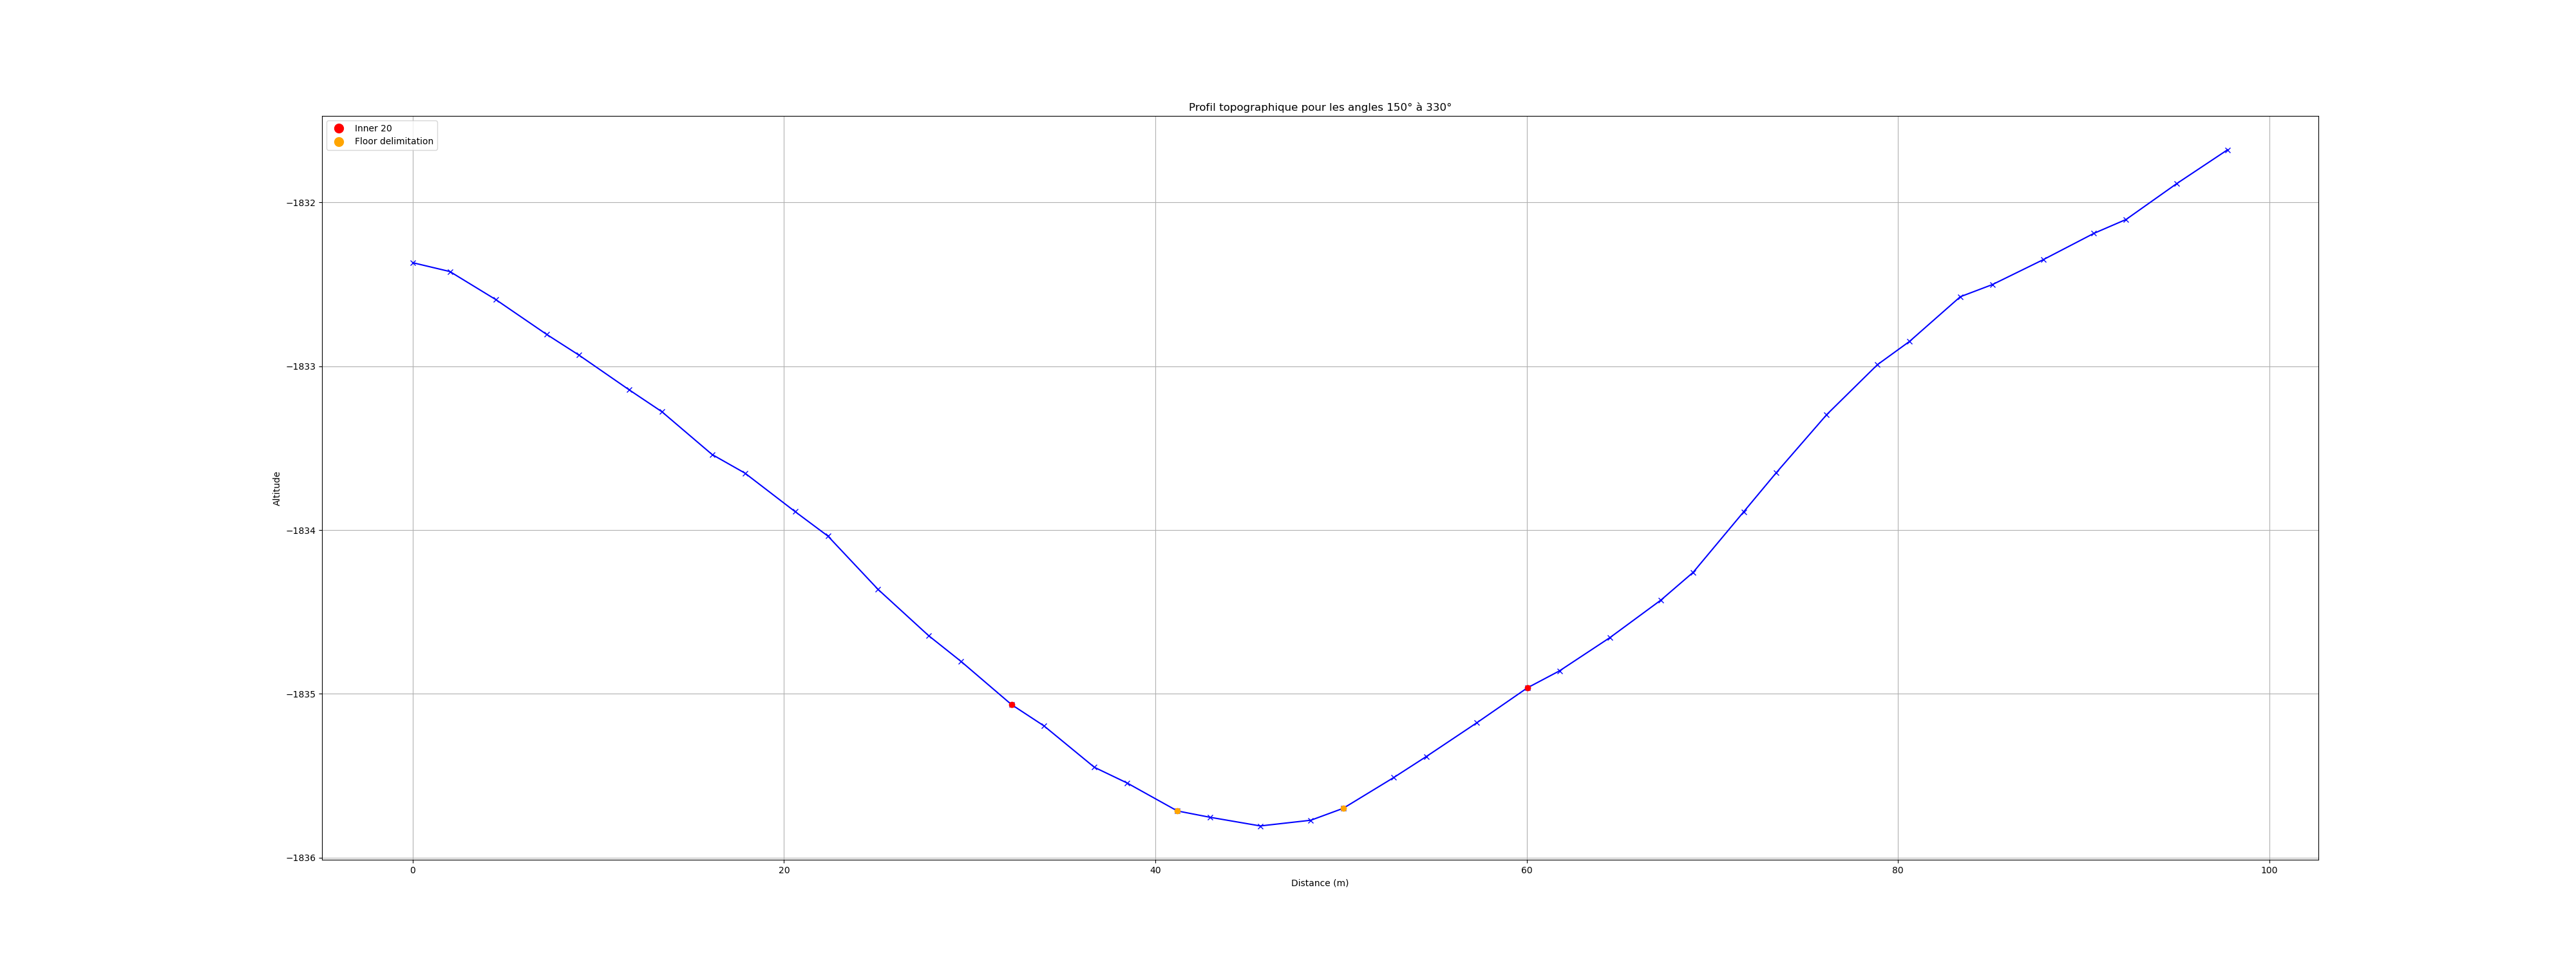 Profil topographique pour les angles 150° à 330°
Inner 20
Floor delimitation
Altitude
−1832
−1833
−1834
−1835
−1836
0 20 40 60 80 100
Distance (m)